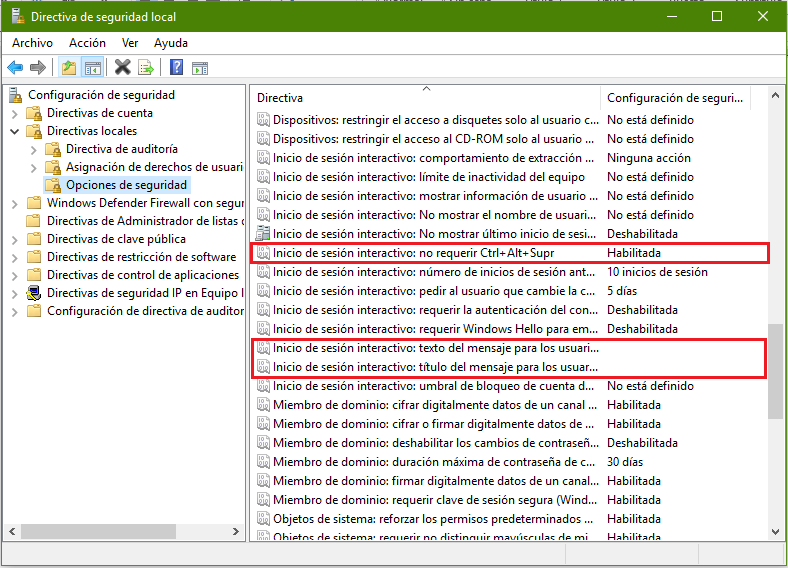 Directiva de seguridad local
Archivo Acción Ver Ayuda
Configuración de seguridad
Directivas de cuenta
Directivas locales
Directiva de auditoría
Asignación de derechos de usuari
Opciones de seguridad
Windows Defender Firewall con segur
Directivas de Administrador de listas d
Directivas de clave pública
Directivas de restricción de software
Directivas de control de aplicaciones
Directivas de seguridad IP en Equipo l
Configuración de directiva de auditor
Directiva Configuración de seguri...
Dispositivos: restringir el acceso a disquetes solo al usuario c... No está definido
Dispositivos: restringir el acceso al CD-ROM solo al usuario ... No está definido
Inicio de sesión interactivo: comportamiento de extracción ... Ninguna acción
Inicio de sesión interactivo: límite de inactividad del equipo No está definido
Inicio de sesión interactivo: mostrar información de usuario ... No está definido
Inicio de sesión interactivo: No mostrar el nombre de usuari... No está definido
Inicio de sesión interactivo: No mostrar último inicio de sesi... Deshabilitada
Inicio de sesión interactivo: no requerir Ctrl+Alt+Supr Habilitada
Inicio de sesión interactivo: número de inicios de sesión ant... 10 inicios de sesión
Inicio de sesión interactivo: pedir al usuario que cambie la c... 5 días
Inicio de sesión interactivo: requerir la autenticación del con... Deshabilitada
Inicio de sesión interactivo: requerir Windows Hello para em... Deshabilitada
Inicio de sesión interactivo: texto del mensaje para los usuari...
Inicio de sesión interactivo: título del mensaje para los usuar...
Inicio de sesión interactivo: umbral de bloqueo de cuenta d... No está definido
Miembro de dominio: cifrar digitalmente datos de un canal ... Habilitada
Miembro de dominio: cifrar o firmar digitalmente datos de ... Habilitada
Miembro de dominio: deshabilitar los cambios de contraseñ... Deshabilitada
Miembro de dominio: duración máxima de contraseña de c... 30 días
Miembro de dominio: firmar digitalmente datos de un canal... Habilitada
Miembro de dominio: requerir clave de sesión segura (Wind... Habilitada
Objetos de sistema: reforzar los permisos predeterminados ... Habilitada
Objetos de sistema: requerir no distinguir mayúsculas de mi... Habilitada